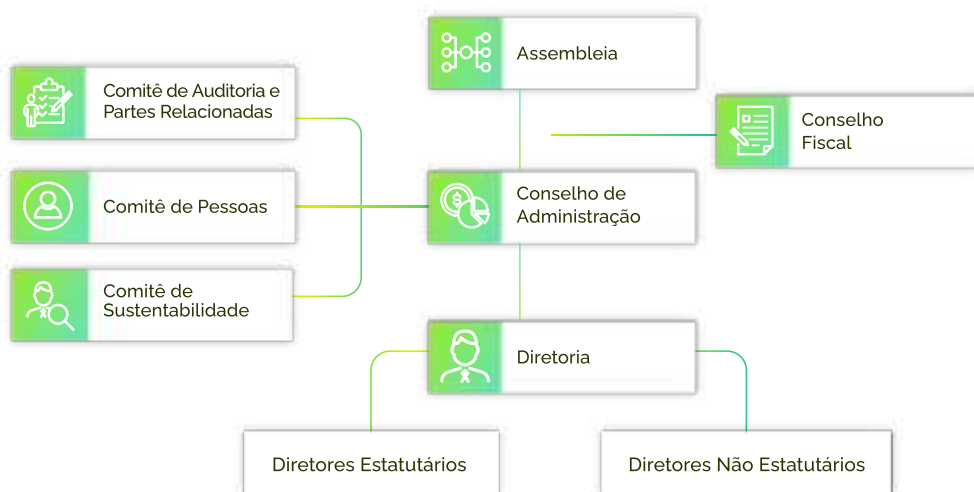 Assembleia
Comitê de Auditoria e
Partes Relacionadas
Conselho
Fiscal
Comitê de Pessoas
Conselho de
Administração
Comitê de
Sustentabilidade
Diretoria
Diretores Estatutários
Diretores Não Estatutários